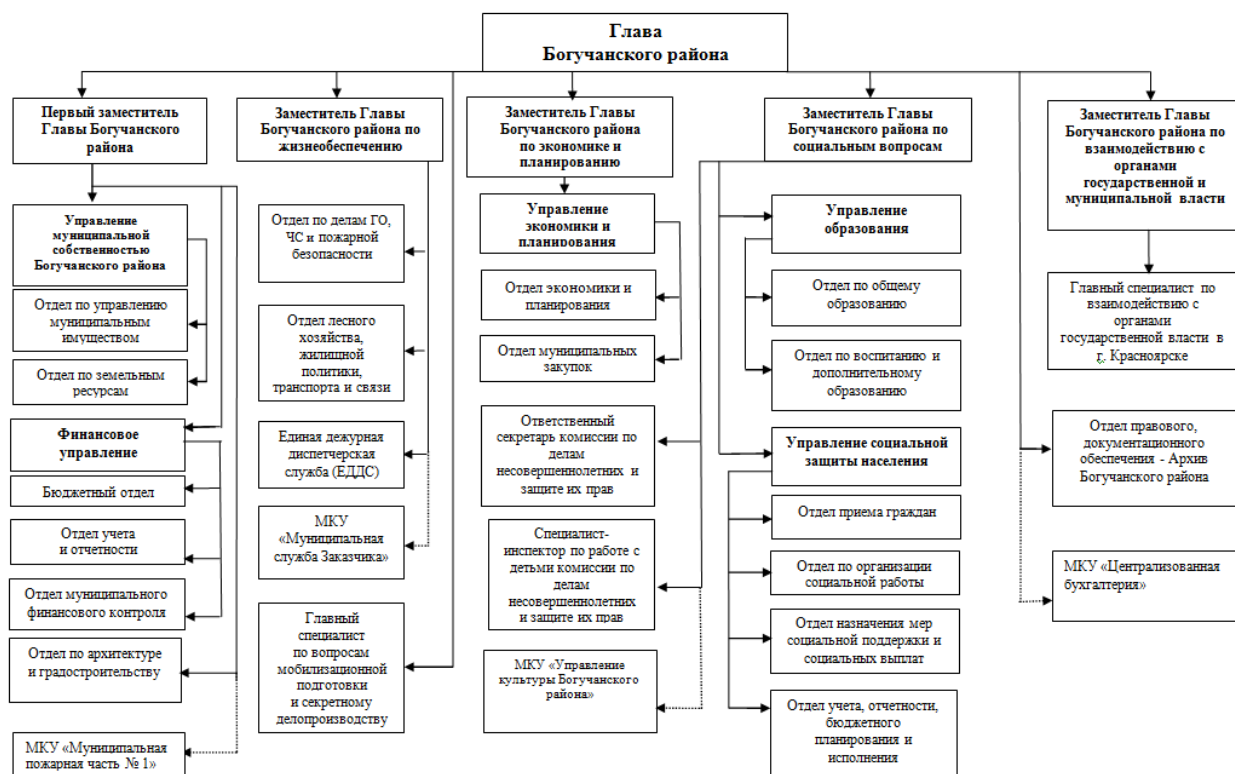 Глава
Богучанского района
Первый заместитель
Главы Богучанского
района
Управление
муниципальной
собственностью
Богучанского района
Отдел по управлению
муниципальным
имуществом
Отдел по земельным
ресурсам
Финансовое
управление
Бюджетный отдел
Отдел учета
и отчетности
Отдел муниципального
финансового контроля
Отдел по архитектуре
и градостроительству
МКУ «Муниципальная
пожарная часть № 1»
Заместитель Главы
Богучанского района по
жизнеобеспечению
Отдел по делам ГО,
ЧС и пожарной
безопасности
Отдел лесного
хозяйства,
жилищной
политики,
транспорта и связи
Единая дежурная
диспетчерская
служба (ЕДДС)
МКУ
«Муниципальная
служба Заказчика»
Главный
специалист
по вопросам
мобилизационной
подготовки
и секретному
делопроизводству
Заместитель Главы
Богучанского района
по экономике и
планированию
Управление
экономики и
планирования
Отдел экономики и
планирования
Отдел муниципальных
закупок
Ответственный
секретарь комиссии по
делам
несовершеннолетних и
защите их прав
Специалист-
инспектор по работе с
детьми комиссии по
делам
несовершеннолетних
и защите их прав
МКУ «Управление
культуры Богучанского
района»
Заместитель Главы
Богучанского района по
социальным вопросам
Управление
образования
Отдел по общему
образованию
Отдел по воспитанию и
дополнительному
образованию
Управление социальной
защиты населения
Отдел приема граждан
Отдел по организации
социальной работы
Отдел назначения мер
социальной поддержки и
социальных выплат
Отдел учета, отчетности,
бюджетного
планирования и
исполнения
Заместитель Главы
Богучанского района по
взаимодействию с
органами
государственной и
муниципальной власти
Главный специалист по
взаимодействию с
органами
государственной власти в
г. Красноярске
Отдел правового,
документационного
обеспечения - Архив
Богучанского района
МКУ «Централизованная
бухгалтерия»